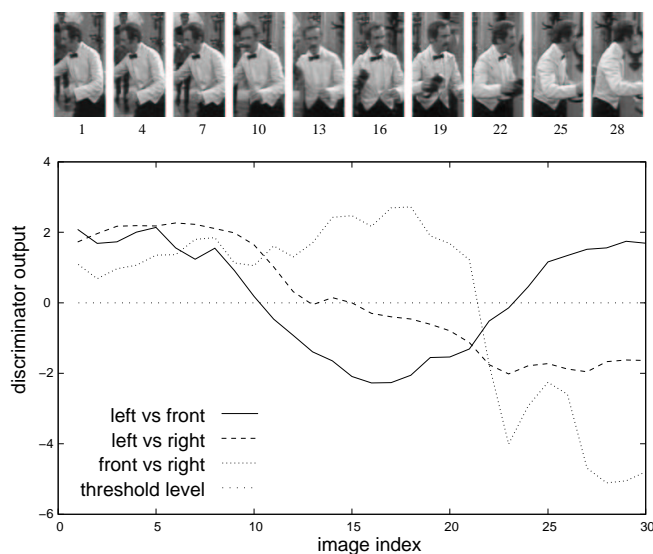 1 4 7 10 13 16 19 22 25 28
4
2
0
−2
−4
−6
discriminator output
left vs front
left vs right
front vs right
threshold level
0 5 10 15 20 25 30
image index